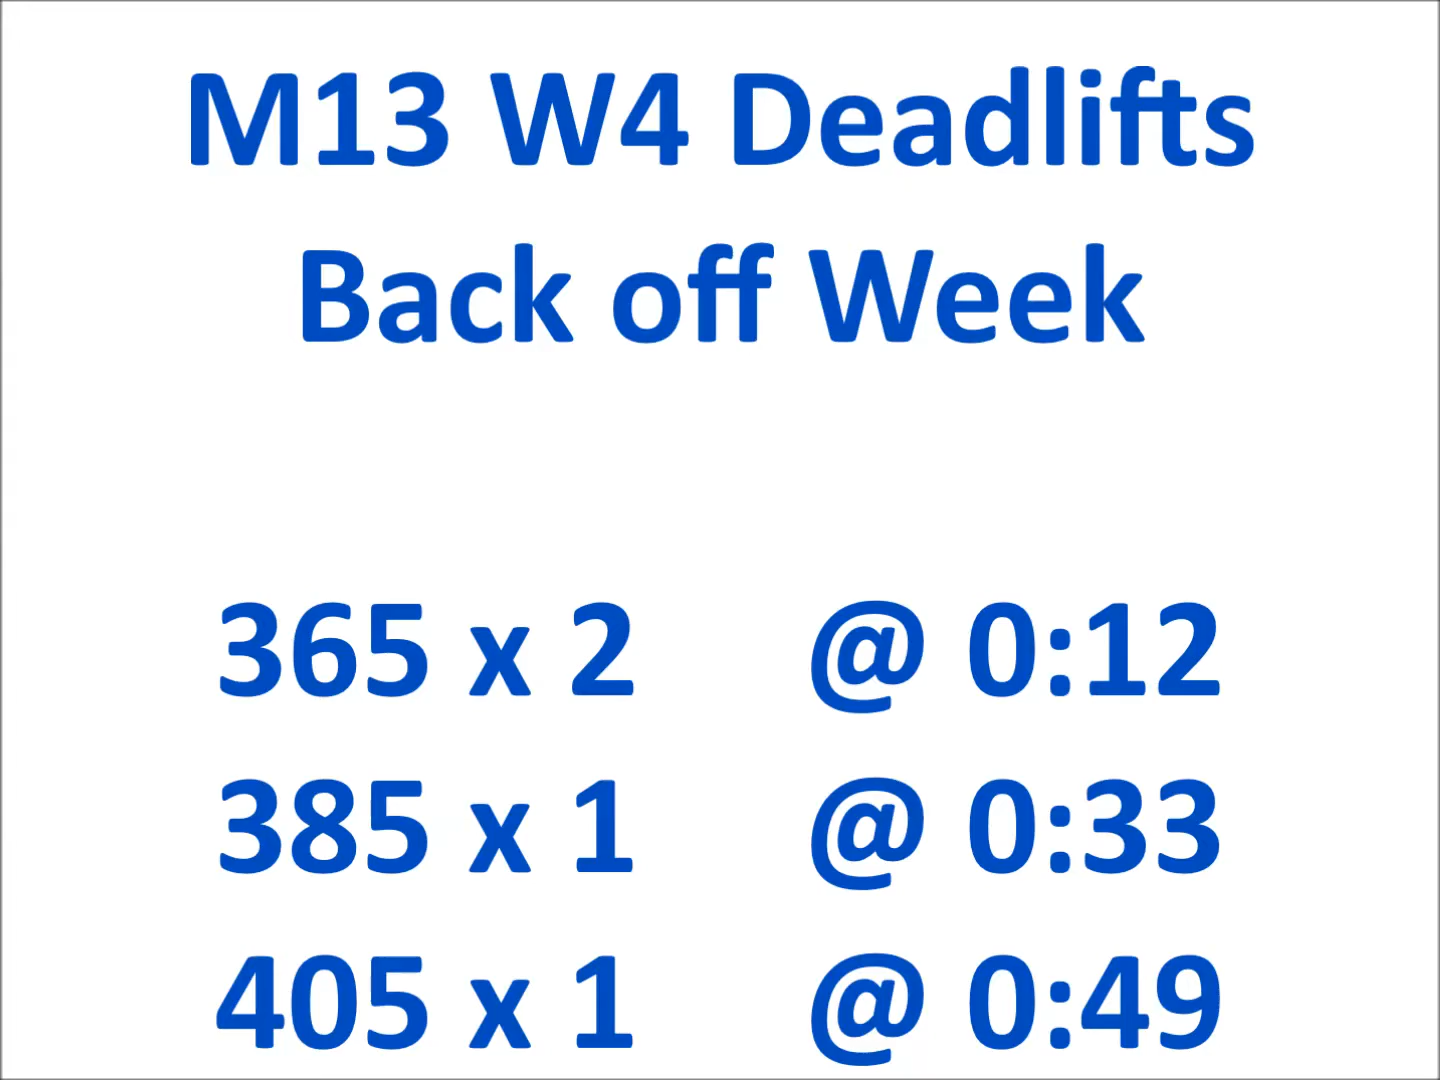 M13 W4 Deadlifts
Back off Week
365 x 2 @ 0:12
385 x 1 @ 0:33
405 x 1 @ 0:49